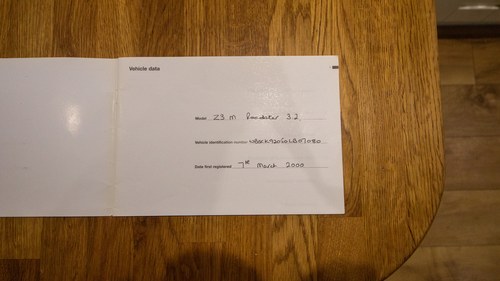 Vehicle data
Model Z3 M Roadster 3.2
Vehicle identification number
Date first registered 7th March 2000